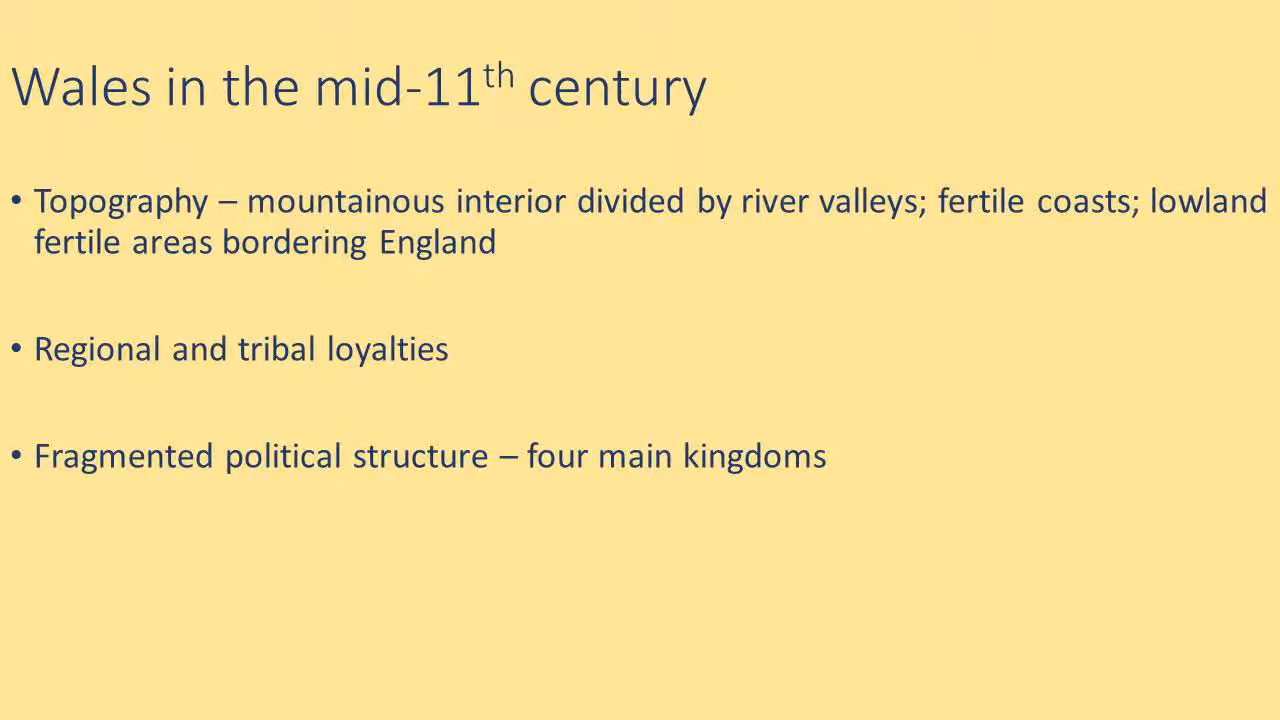 Wales in the mid-11th century
• Topography – mountainous interior divided by river valleys; fertile coasts; lowland
fertile areas bordering England
• Regional and tribal loyalties
• Fragmented political structure – four main kingdoms